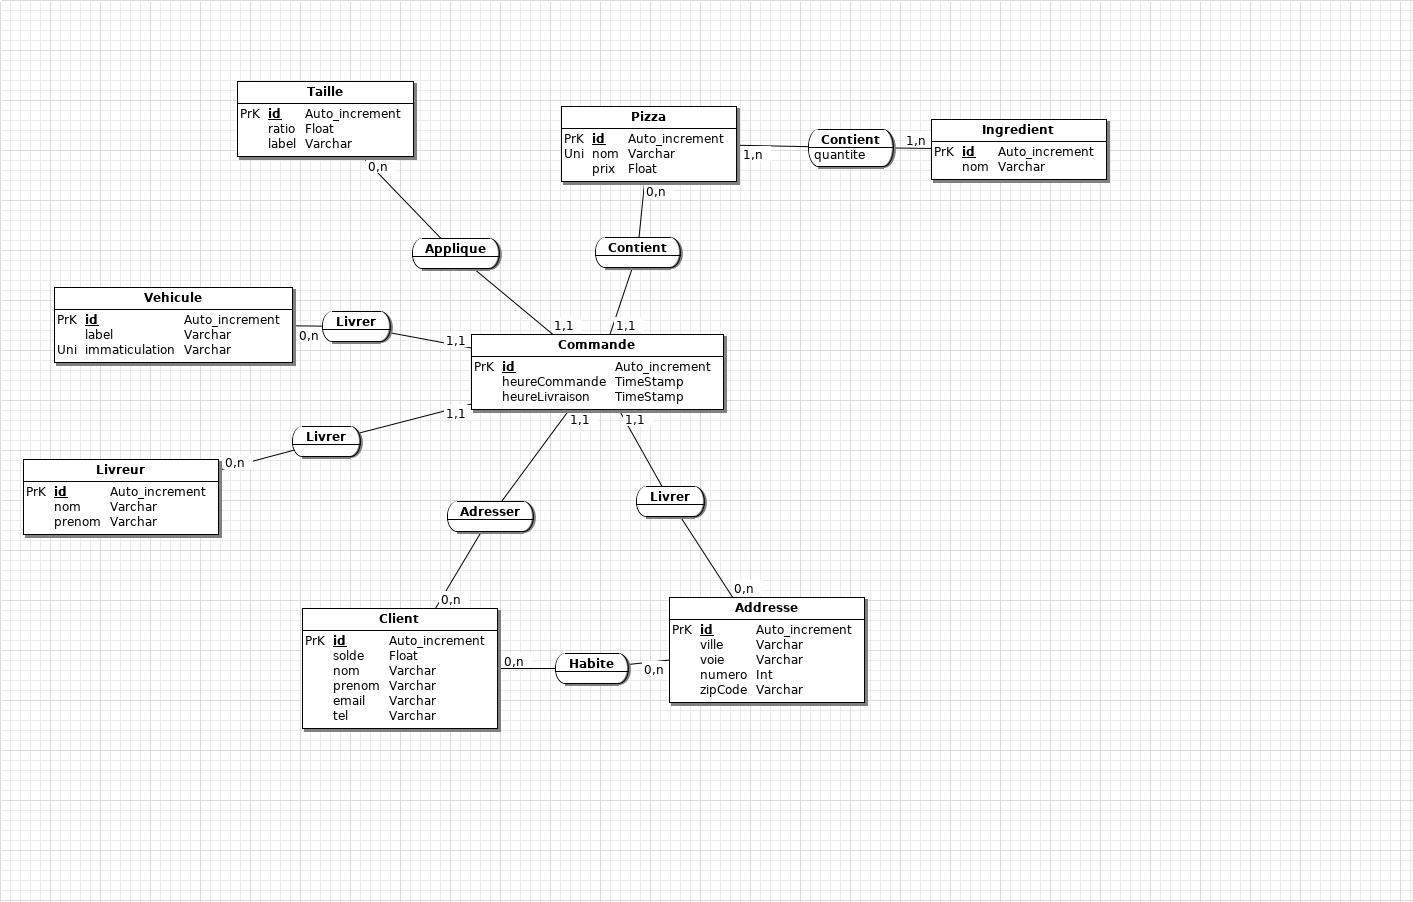 Taille
PrK id Auto_increment
ratio Float
label Varchar
0,n
Pizza
PrK id Auto_increment
Uni nom Varchar
prix Float
1,n
0,n
Contient
quantite
1,n
Ingredient
PrK id Auto_increment
nom Varchar
Applique
Contient
Vehicule
PrK id Auto_increment
label Varchar
Uni immaticulation Varchar
0,n
Livrer
1,1
1,1
1,1
Commande
PrK id Auto_increment
heureCommande TimeStamp
heureLivraison TimeStamp
1,1
1,1
1,1
Livrer
0,n
Livreur
PrK id Auto_increment
nom Varchar
prenom Varchar
Adresser
Livrer
0,n
0,n
Client
PrK id Auto_increment
solde Float
nom Varchar
prenom Varchar
email Varchar
tel Varchar
0,n
Habite
0,n
Addresse
PrK id Auto_increment
ville Varchar
voie Varchar
numero Int
zipCode Varchar